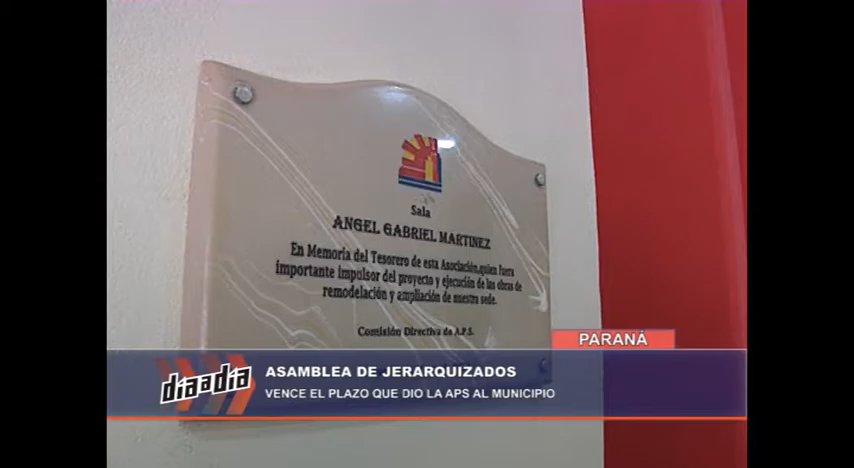 Sala
ANGEL GABRIEL MARTINEZ
En Memoria del Tesorero de esta Asociación,quien fuera
importante impulsor del proyecto y ejecución de las obras de
remodelación y ampliación de nuestra sede.
Comisión Directiva de A.P.S.
PARANÁ
díaadía
ASAMBLEA DE JERARQUIZADOS
VENCE EL PLAZO QUE DIO LA APS AL MUNICIPIO